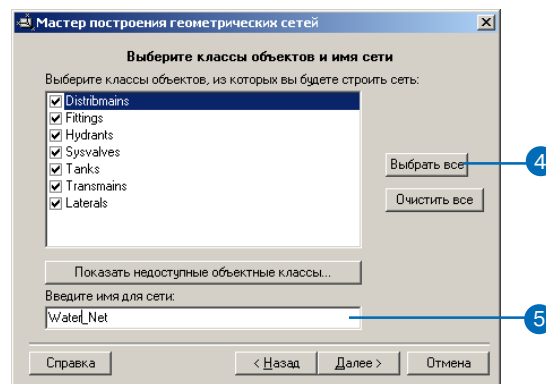 Мастер построения геометрических сетей
Выберите классы объектов и имя сети
Выберите классы объектов, из которых вы будете строить сеть:
Distribmains
Fittings
Hydrants
Sysvalves
Tanks
Transmains
Laterals
Выбрать все
4
Очистить все
Показать недоступные объектные классы...
Введите имя для сети:
Water_Net
5
Справка
< Назад
Далее >
Отмена